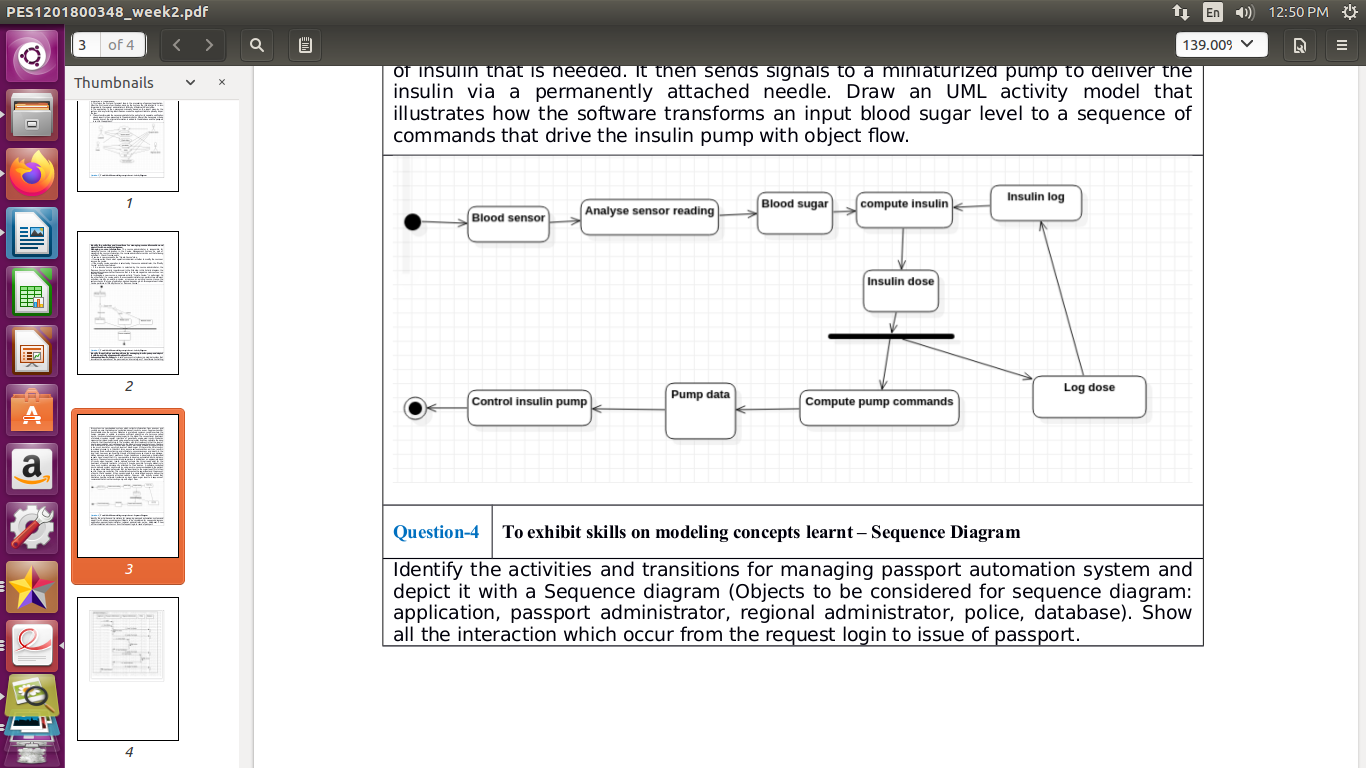 PES1201800348_week2.pdf
En
12:50 PM
3 of 4
139.00%
Thumbnails
1
2
3
4
of insulin that is needed. It then sends signals to a miniaturized pump to deliver the
insulin via a permanently attached needle. Draw an UML activity model that
illustrates how the software transforms an input blood sugar level to a sequence of
commands that drive the insulin pump with object flow.
Blood sensor
Analyse sensor reading
Blood sugar
compute insulin
Insulin log
Insulin dose
Control insulin pump
Pump data
Compute pump commands
Log dose
Question-4 To exhibit skills on modeling concepts learnt – Sequence Diagram
Identify the activities and transitions for managing passport automation system and
depict it with a Sequence diagram (Objects to be considered for sequence diagram:
application, passport administrator, regional administrator, police, database). Show
all the interaction which occur from the request login to issue of passport.